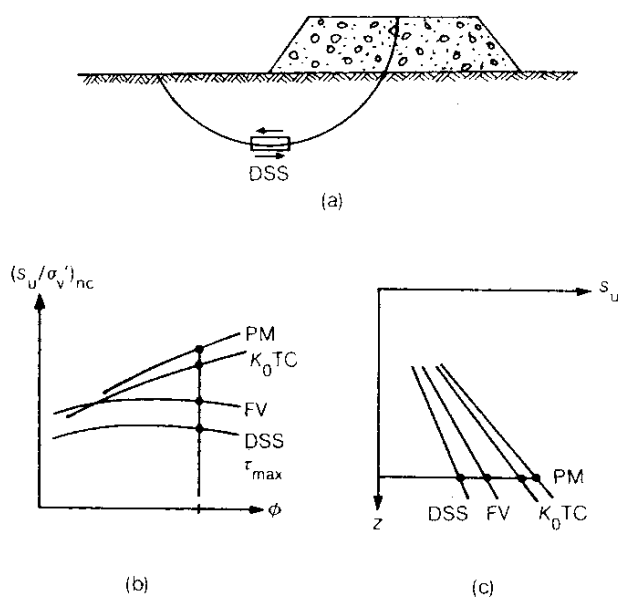 DSS
(a)
(s_u/σ_v')_nc
PM
K_0TC
FV
DSS
τ_max
ϕ
(b)
s_u
PM
DSS FV K_0TC
z
(c)